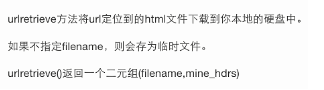 urlretrieve方法将url定位到的html文件下载到你本地的硬盘中。
如果不指定filename，则会存为临时文件。
urlretrieve()返回一个二元组(filename,mine_hdrs)